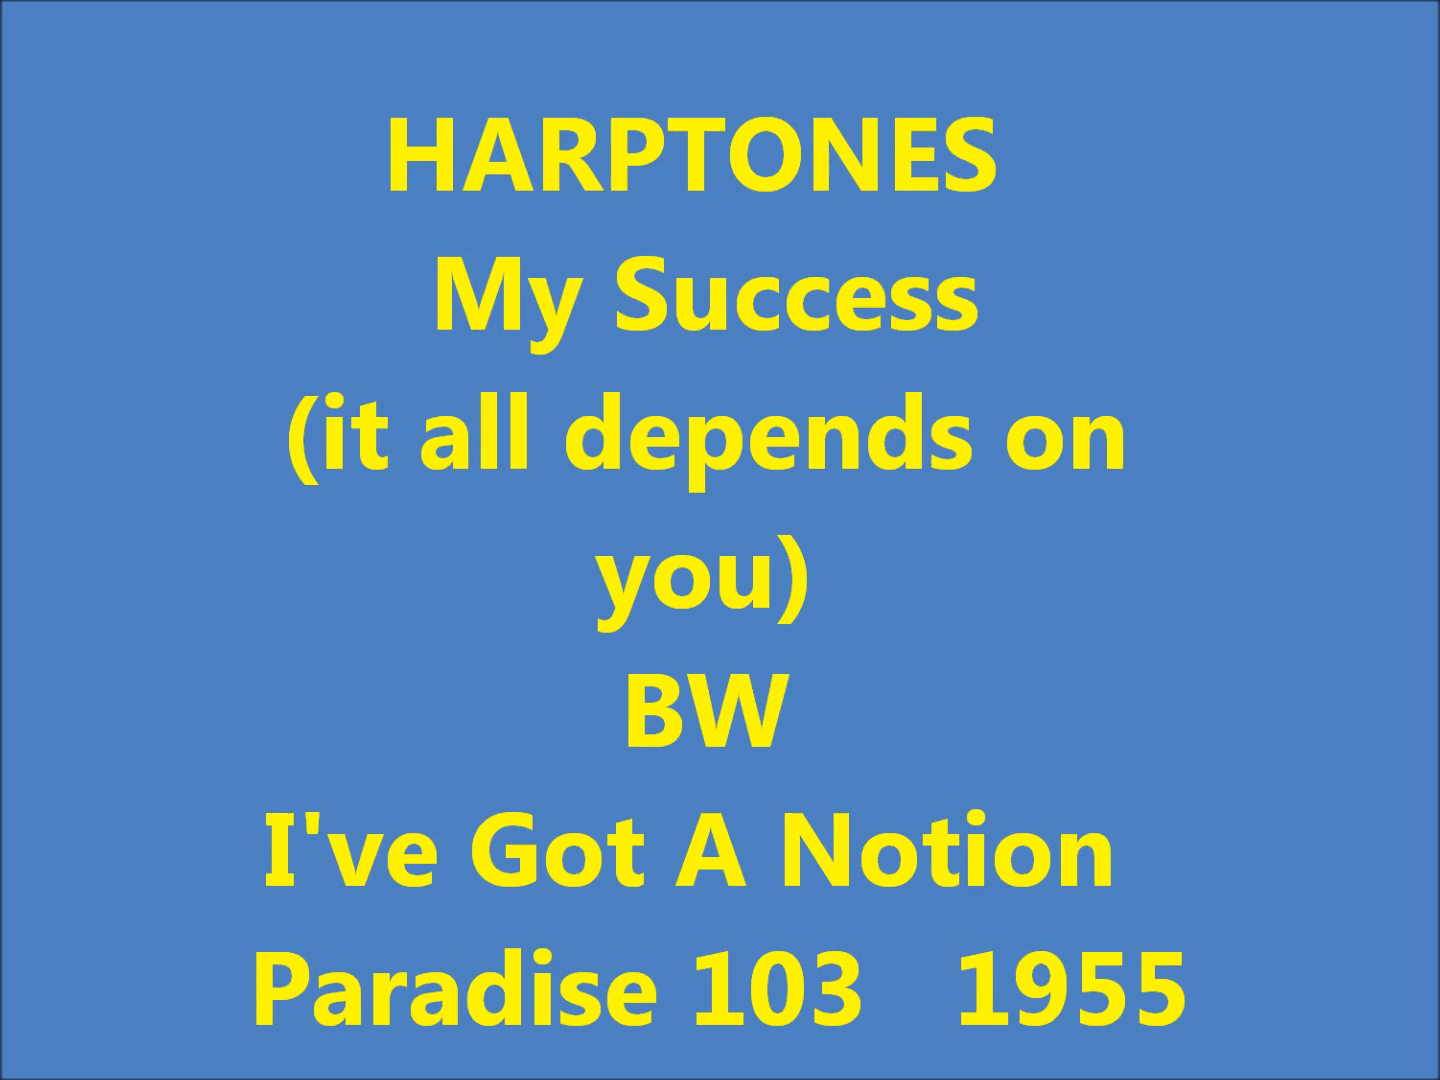 HARPTONES
My Success
(it all depends on
you)
BW
I've Got A Notion
Paradise 103   1955